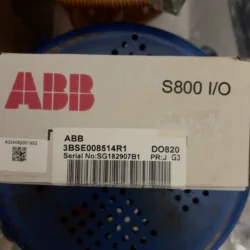 ABB
S800 I/O
ABB
3BSE008514R1
DO820
Serial No:SG182907B1
PR:J G3